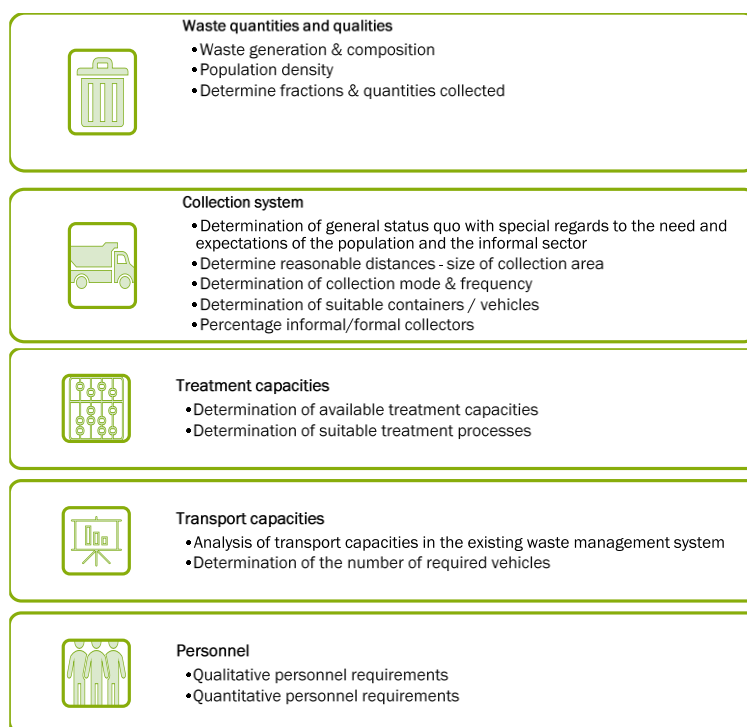 Waste quantities and qualities
•Waste generation & composition
•Population density
•Determine fractions & quantities collected
Collection system
•Determination of general status quo with special regards to the need and
expectations of the population and the informal sector
•Determine reasonable distances - size of collection area
•Determination of collection mode & frequency
•Determination of suitable containers / vehicles
•Percentage informal/formal collectors
Treatment capacities
•Determination of available treatment capacities
•Determination of suitable treatment processes
Transport capacities
•Analysis of transport capacities in the existing waste management system
•Determination of the number of required vehicles
Personnel
•Qualitative personnel requirements
•Quantitative personnel requirements